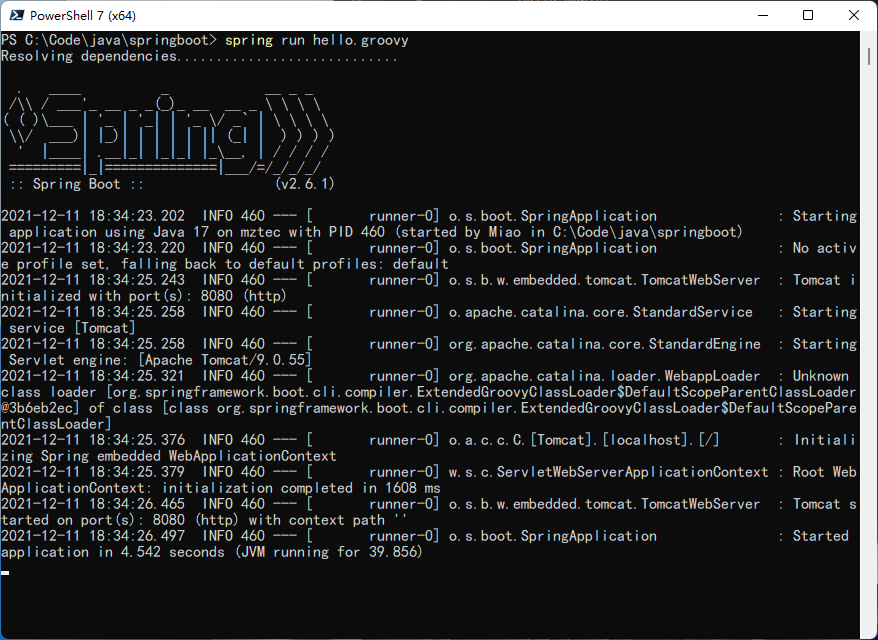 PowerShell 7 (x64)
PS C:\Code\java\springboot> spring run hello.groovy
Resolving dependencies............................
  .   ____          _            __ _ _
 /\\ / ___'_ __ _ _(_)_ __  __ _ \ \ \ \
( ( )\___ | '_ | '_| | '_ \/ _` | \ \ \ \
 \\/  ___)| |_)| | | | | || (_| |  ) ) ) )
  '  |____| .__|_| |_|_| |_\__, | / / / /
 =========|_|==============|___/=/_/_/_/
 :: Spring Boot ::                (v2.6.1)
2021-12-11 18:34:23.202  INFO 460 --- [       runner-0] o.s.boot.SpringApplication               : Starting
 application using Java 17 on mztec with PID 460 (started by Miao in C:\Code\java\springboot)
2021-12-11 18:34:23.220  INFO 460 --- [       runner-0] o.s.boot.SpringApplication               : No activ
e profile set, falling back to default profiles: default
2021-12-11 18:34:25.243  INFO 460 --- [       runner-0] o.s.b.w.embedded.tomcat.TomcatWebServer  : Tomcat i
nitialized with port(s): 8080 (http)
2021-12-11 18:34:25.258  INFO 460 --- [       runner-0] o.apache.catalina.core.StandardService   : Starting
 service [Tomcat]
2021-12-11 18:34:25.258  INFO 460 --- [       runner-0] org.apache.catalina.core.StandardEngine  : Starting
 Servlet engine: [Apache Tomcat/9.0.55]
2021-12-11 18:34:25.321  INFO 460 --- [       runner-0] org.apache.catalina.loader.WebappLoader  : Unknown
class loader [org.springframework.boot.cli.compiler.ExtendedGroovyClassLoader$DefaultScopeParentClassLoader
@3b6eb2ec] of class [class org.springframework.boot.cli.compiler.ExtendedGroovyClassLoader$DefaultScopePare
ntClassLoader]
2021-12-11 18:34:25.376  INFO 460 --- [       runner-0] o.a.c.c.C.[Tomcat].[localhost].[/]       : Initiali
zing Spring embedded WebApplicationContext
2021-12-11 18:34:25.379  INFO 460 --- [       runner-0] w.s.c.ServletWebServerApplicationContext : Root Web
ApplicationContext: initialization completed in 1608 ms
2021-12-11 18:34:26.465  INFO 460 --- [       runner-0] o.s.b.w.embedded.tomcat.TomcatWebServer  : Tomcat s
tarted on port(s): 8080 (http) with context path ''
2021-12-11 18:34:26.497  INFO 460 --- [       runner-0] o.s.boot.SpringApplication               : Started
application in 4.542 seconds (JVM running for 39.856)